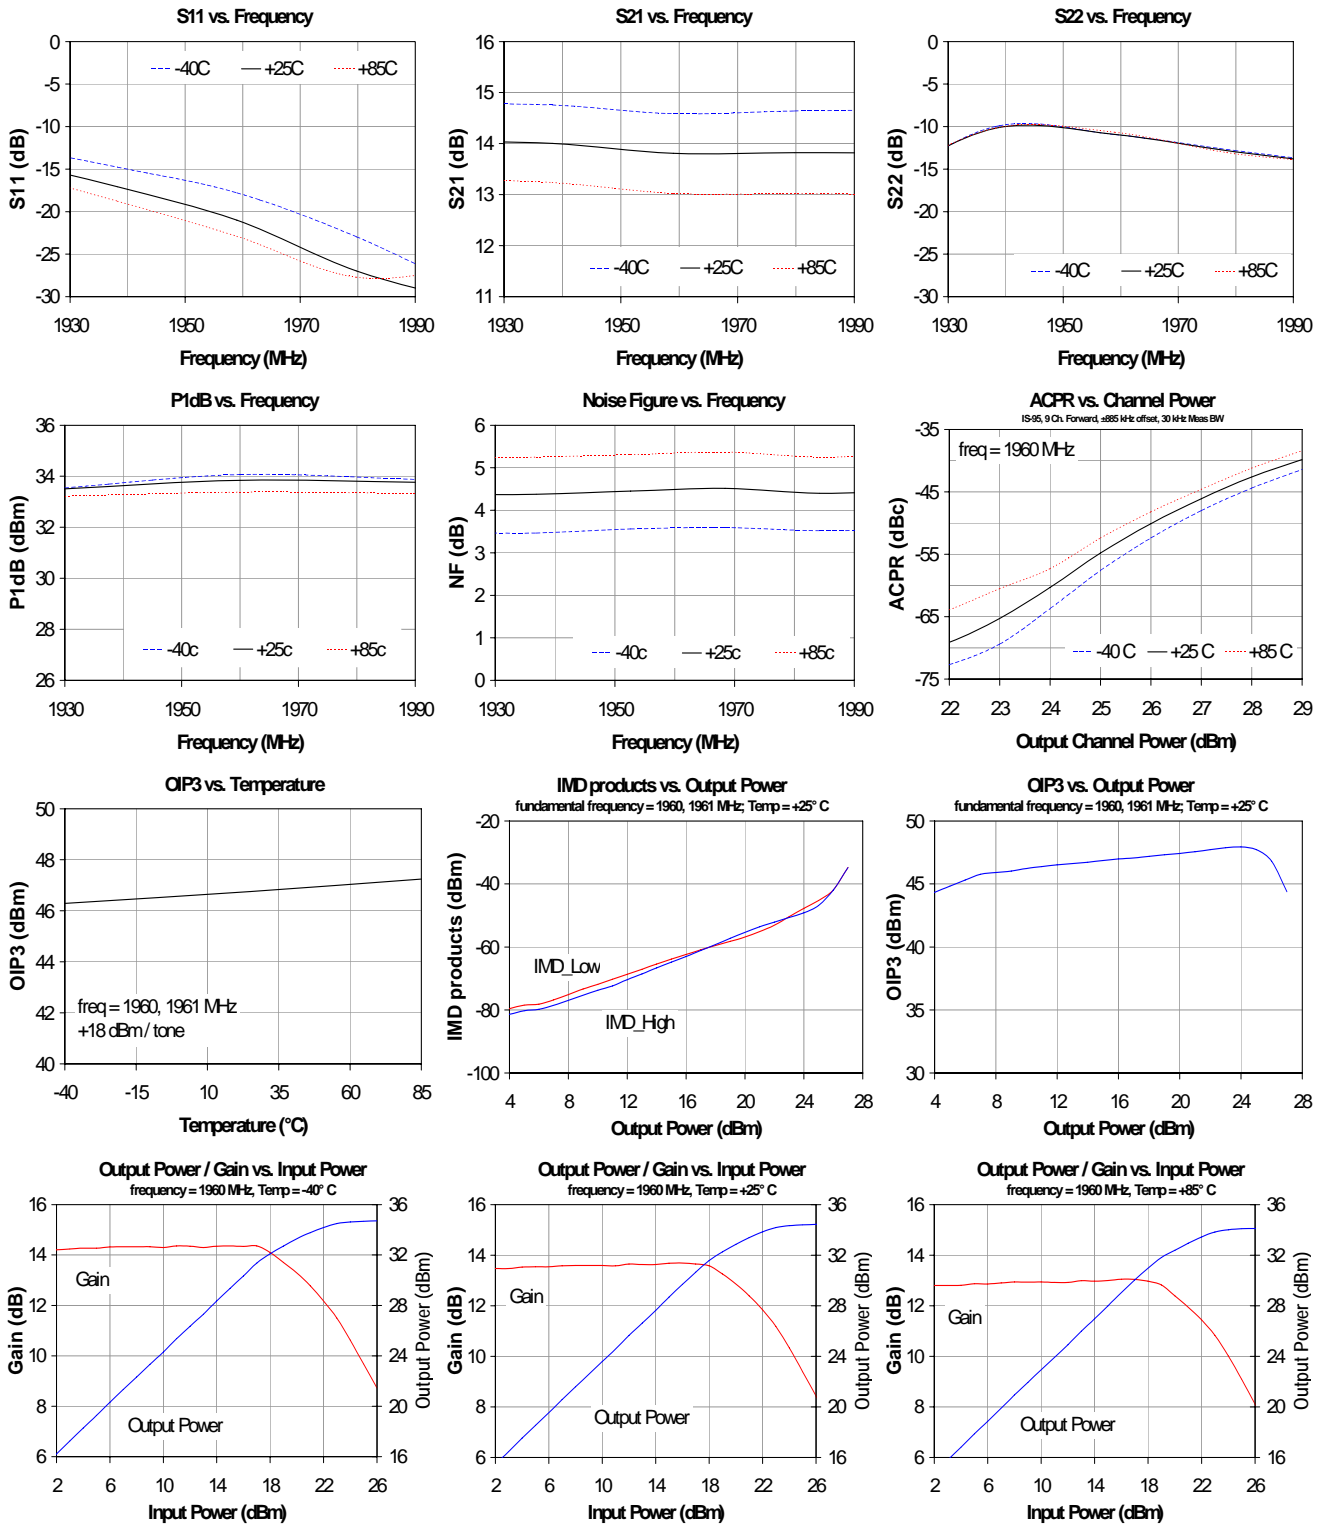 S11 vs. Frequency
0
-5
-10
-15
-20
-25
-30
S11 (dB)
-40C +25C +85C
1930 1950 1970 1990
Frequency (MHz)
S21 vs. Frequency
16
15
14
13
12
11
S21 (dB)
-40C +25C +85C
1930 1950 1970 1990
Frequency (MHz)
S22 vs. Frequency
0
-5
-10
-15
-20
-25
-30
S22 (dB)
-40C +25C +85C
1930 1950 1970 1990
Frequency (MHz)
P1dB vs. Frequency
36
34
32
30
28
26
P1dB (dBm)
-40c +25c +85c
1930 1950 1970 1990
Frequency (MHz)
Noise Figure vs. Frequency
6
5
4
3
2
1
0
NF (dB)
-40c +25c +85c
1930 1950 1970 1990
Frequency (MHz)
ACPR vs. Channel Power
IS-95, 9 Ch. Forward, ±885 kHz offset, 30 kHz Meas BW
-35
-45
-55
-65
-75
ACPR (dBc)
freq = 1960 MHz
-40 C +25 C +85 C
22 23 24 25 26 27 28 29
Output Channel Power (dBm)
OIP3 vs. Temperature
50
48
46
44
42
40
OIP3 (dBm)
freq = 1960, 1961 MHz
+18 dBm / tone
-40 -15 10 35 60 85
Temperature (°C)
IMD products vs. Output Power
fundamental frequency = 1960, 1961 MHz; Temp = +25° C
-20
-40
-60
-80
-100
IMD products (dBm)
IMD_Low
IMD_High
4 8 12 16 20 24 28
Output Power (dBm)
OIP3 vs. Output Power
fundamental frequency = 1960, 1961 MHz; Temp = +25° C
50
45
40
35
30
OIP3 (dBm)
4 8 12 16 20 24 28
Output Power (dBm)
Output Power / Gain vs. Input Power
frequency = 1960 MHz, Temp = -40° C
16
14
12
10
8
6
Gain (dB)
Gain
Output Power
36
32
28
24
20
16
Output Power (dBm)
2 6 10 14 18 22 26
Input Power (dBm)
Output Power / Gain vs. Input Power
frequency = 1960 MHz, Temp = +25° C
16
14
12
10
8
6
Gain (dB)
Gain
Output Power
36
32
28
24
20
16
Output Power (dBm)
2 6 10 14 18 22 26
Input Power (dBm)
Output Power / Gain vs. Input Power
frequency = 1960 MHz, Temp = +85° C
16
14
12
10
8
6
Gain (dB)
Gain
Output Power
36
32
28
24
20
16
Output Power (dBm)
2 6 10 14 18 22 26
Input Power (dBm)